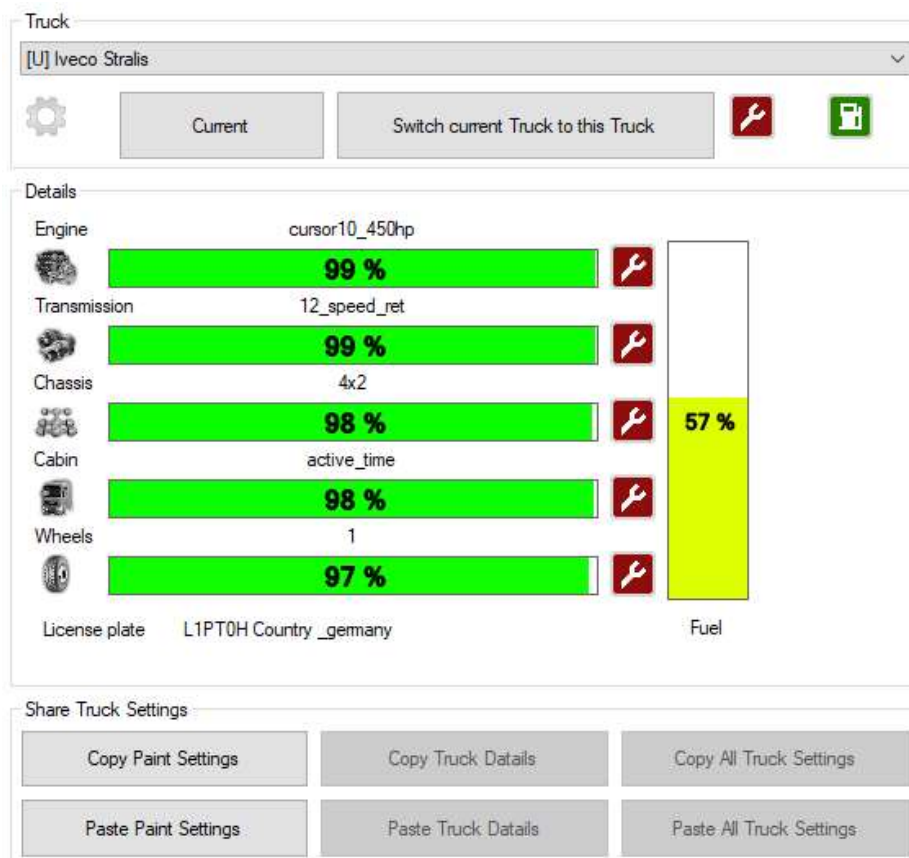 Truck
[U] Iveco Stralis
Current
Switch current Truck to this Truck
Details
Engine
cursor10_450hp
99 %
Transmission
12_speed_ret
99 %
Chassis
4x2
98 %
57 %
Cabin
active_time
98 %
Wheels
1
97 %
License plate
L1PT0H Country _germany
Fuel
Share Truck Settings
Copy Paint Settings
Copy Truck Datails
Copy All Truck Settings
Paste Paint Settings
Paste Truck Datails
Paste All Truck Settings